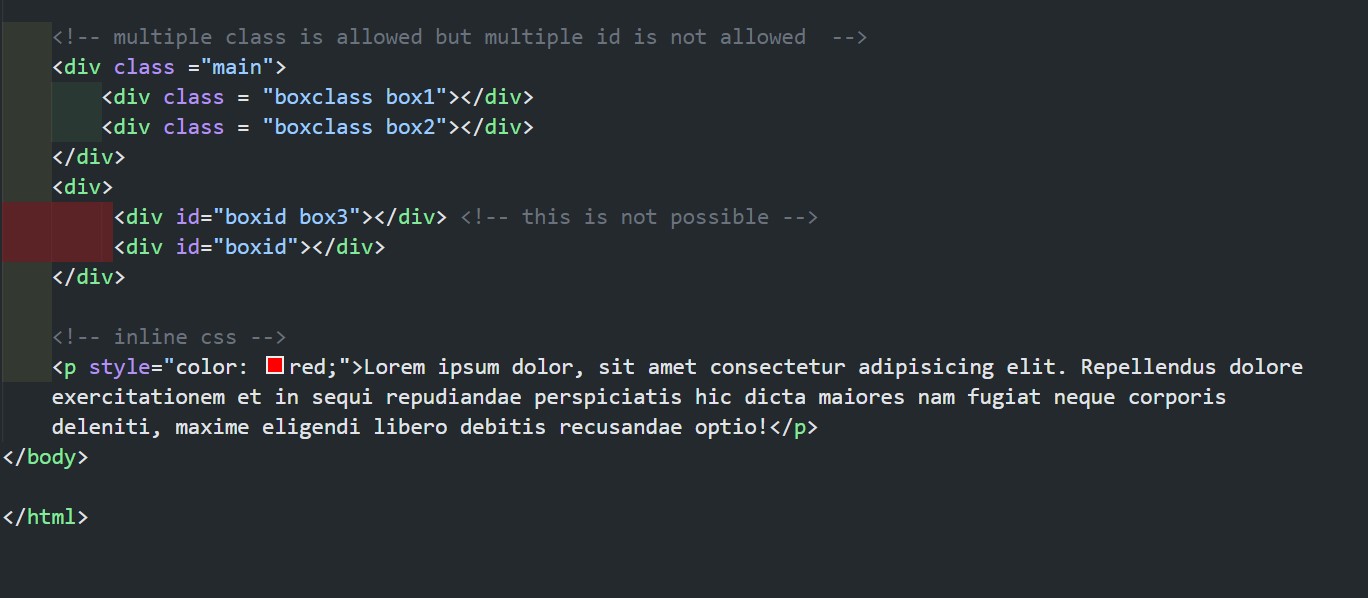 <!-- multiple class is allowed but multiple id is not allowed  -->
<div class ="main">
<div class = "boxclass box1"></div>
<div class = "boxclass box2"></div>
</div>
<div>
<div id="boxid box3"></div> <!-- this is not possible -->
<div id="boxid"></div>
</div>
<!-- inline css -->
<p style="color: red;">Lorem ipsum dolor, sit amet consectetur adipisicing elit. Repellendus dolore
exercitationem et in sequi repudiandae perspiciatis hic dicta maiores nam fugiat neque corporis
deleniti, maxime eligendi libero debitis recusandae optio!</p>
</body>
</html>